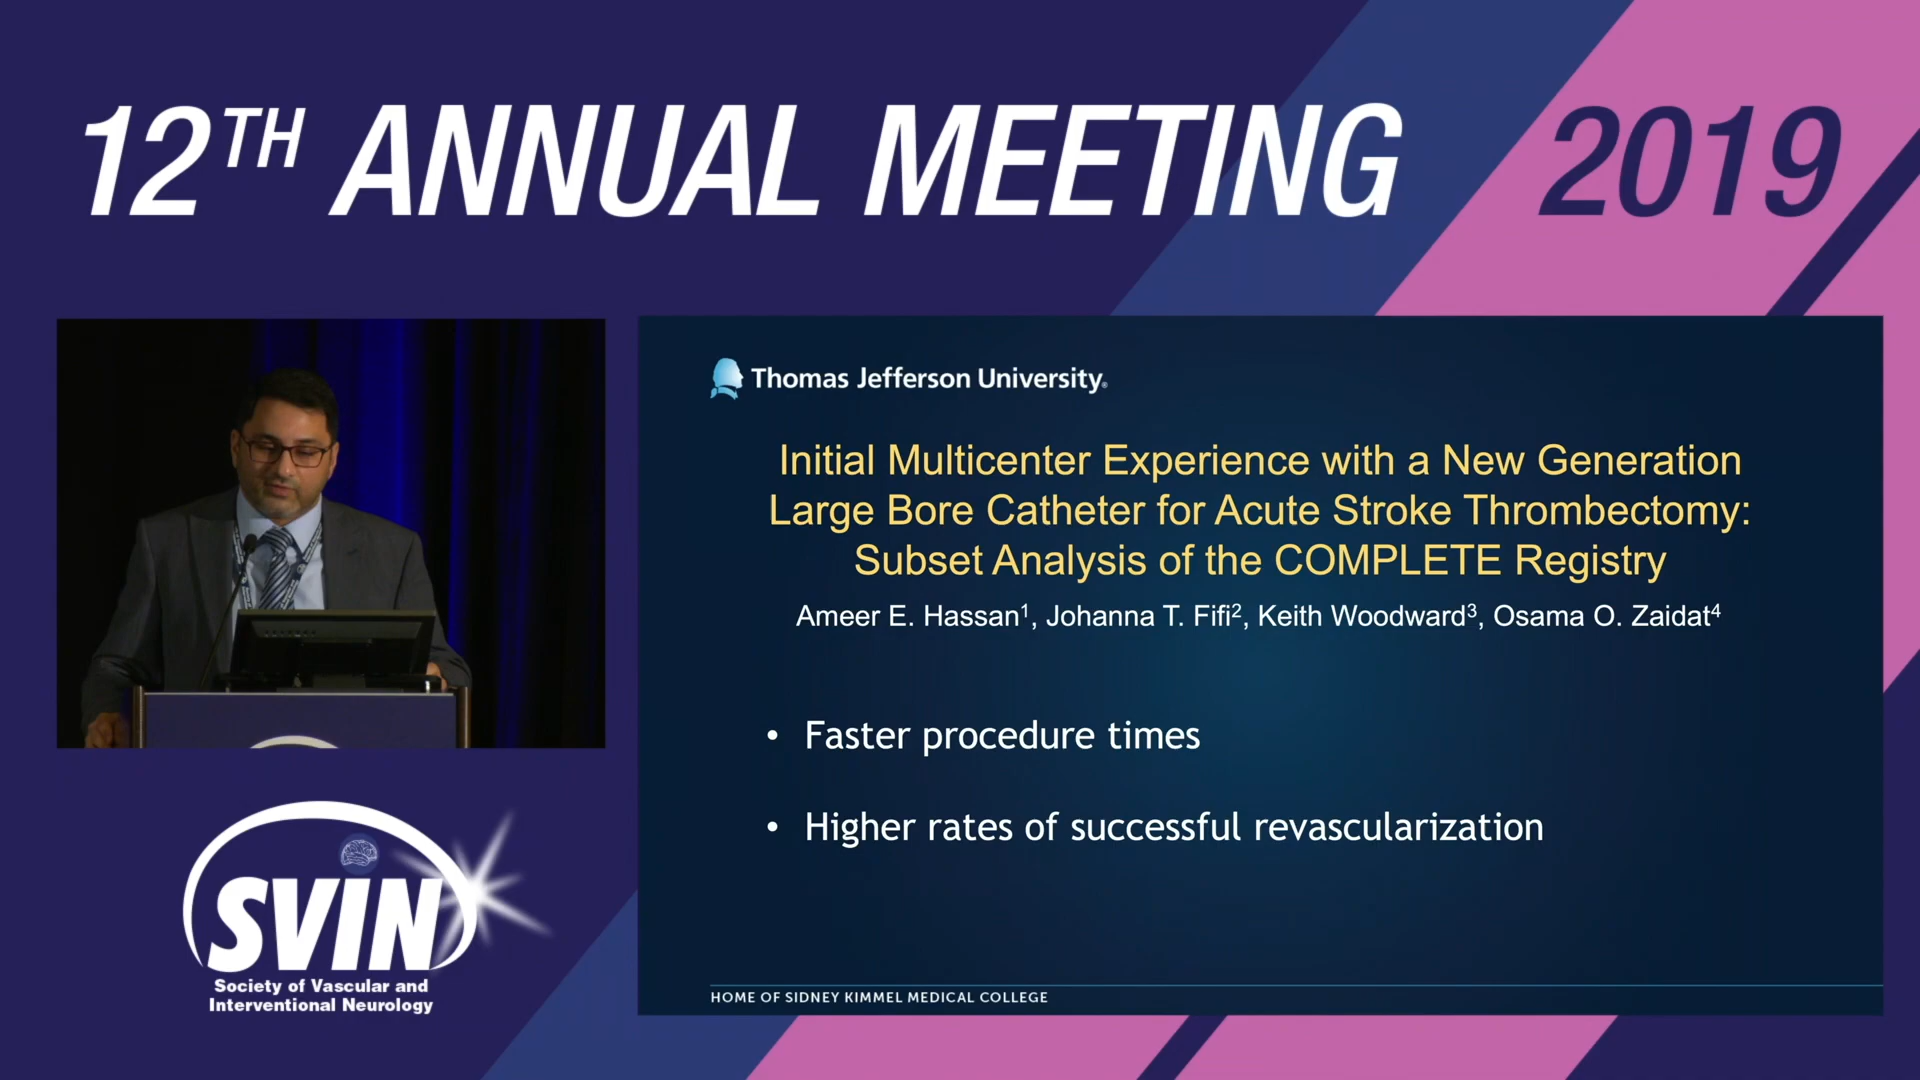 12TH ANNUAL MEETING 2019
Thomas Jefferson University®
Initial Multicenter Experience with a New Generation
Large Bore Catheter for Acute Stroke Thrombectomy:
Subset Analysis of the COMPLETE Registry
Ameer E. Hassan¹, Johanna T. Fifi², Keith Woodward³, Osama O. Zaidat⁴
• Faster procedure times
• Higher rates of successful revascularization
HOME OF SIDNEY KIMMEL MEDICAL COLLEGE
SVIN
Society of Vascular and
Interventional Neurology